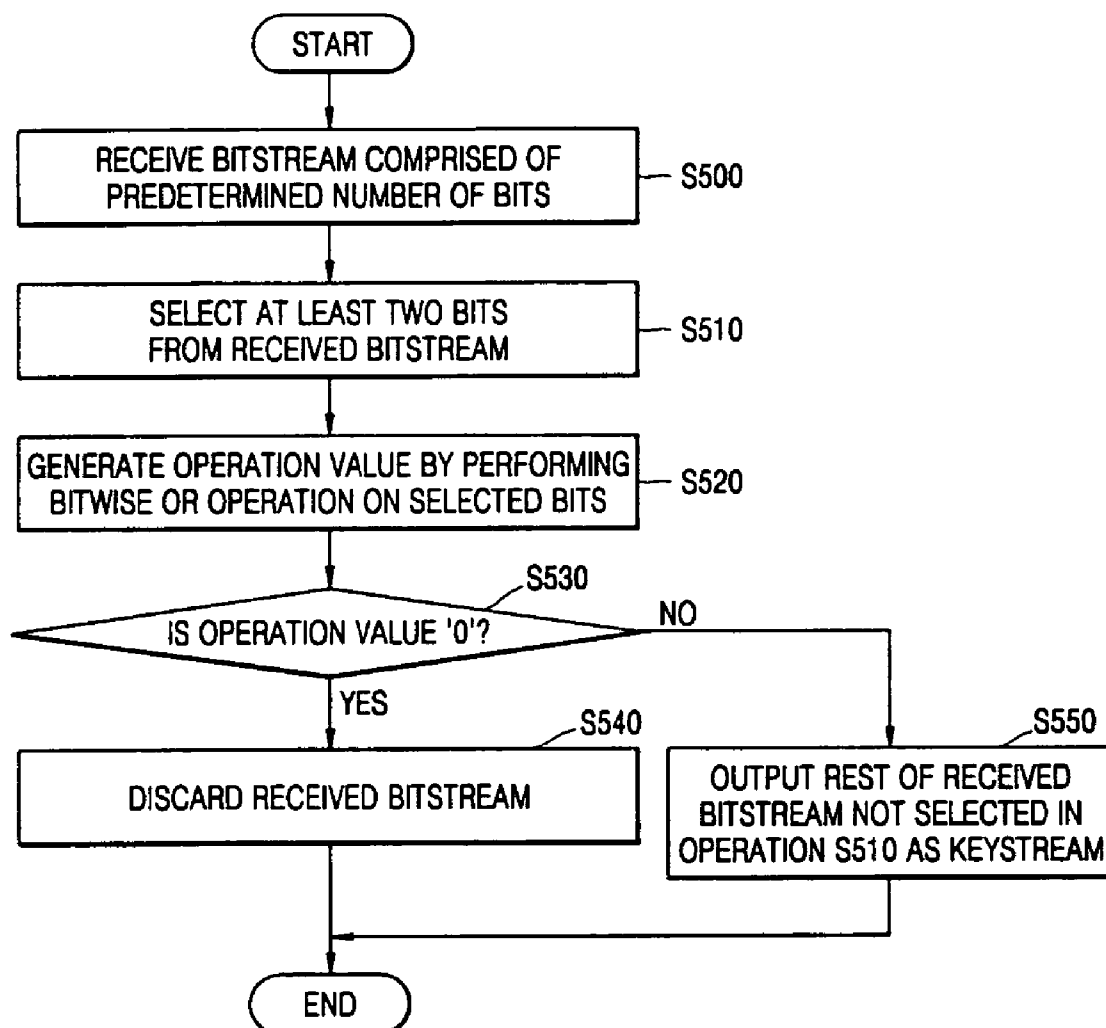 START
RECEIVE BITSTREAM COMPRISED OF
PREDETERMINED NUMBER OF BITS
S500
SELECT AT LEAST TWO BITS
FROM RECEIVED BITSTREAM
S510
GENERATE OPERATION VALUE BY PERFORMING
BITWISE OR OPERATION ON SELECTED BITS
S520
S530
IS OPERATION VALUE '0'?
NO
YES
S540
DISCARD RECEIVED BITSTREAM
S550
OUTPUT REST OF RECEIVED
BITSTREAM NOT SELECTED IN
OPERATION S510 AS KEYSTREAM
END